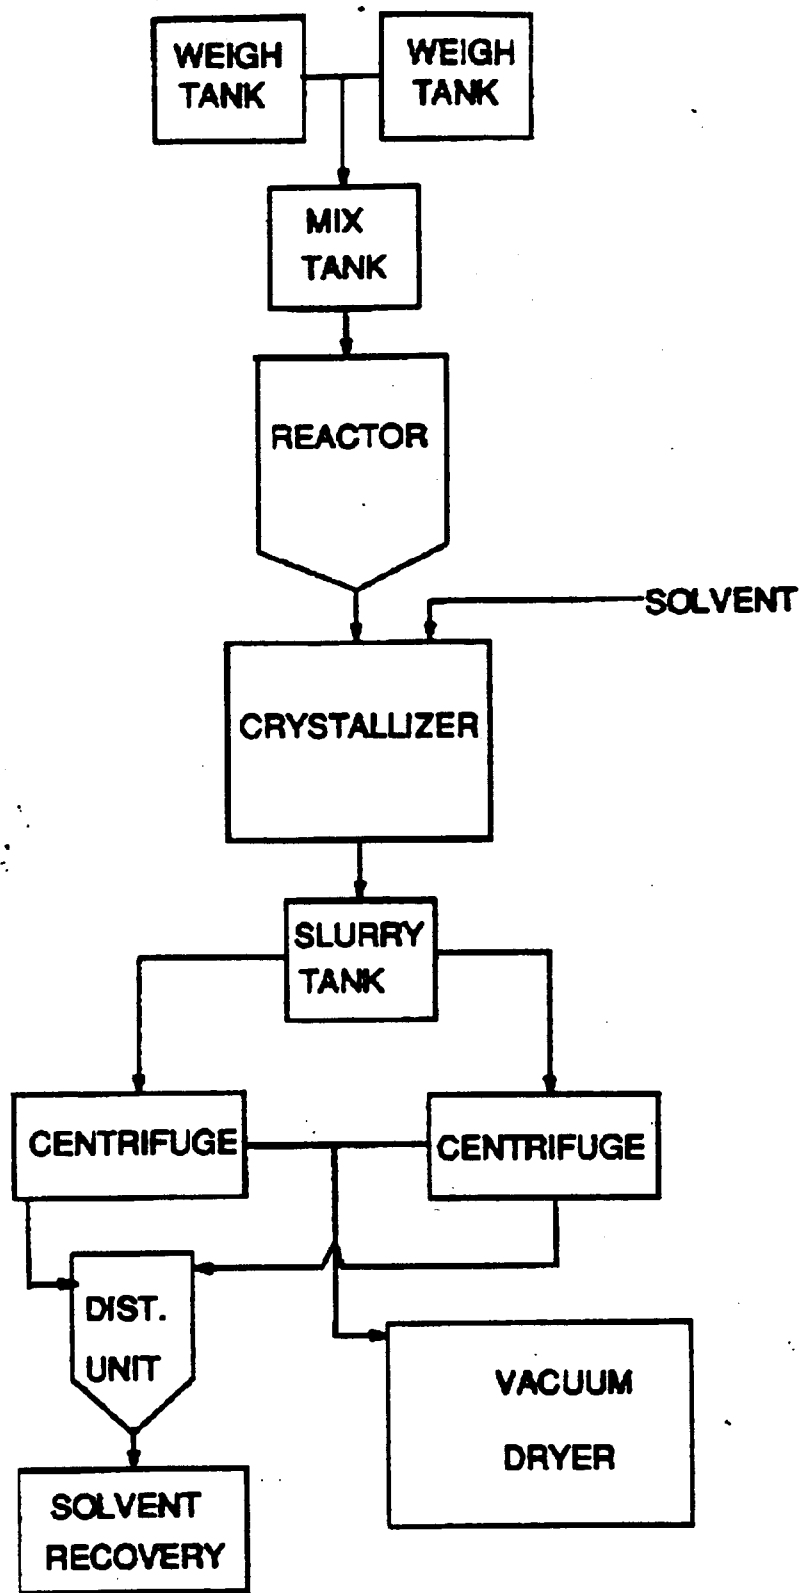 WEIGH
TANK
WEIGH
TANK
MIX
TANK
REACTOR
SOLVENT
CRYSTALLIZER
SLURRY
TANK
CENTRIFUGE
CENTRIFUGE
DIST.
UNIT
VACUUM
DRYER
SOLVENT
RECOVERY